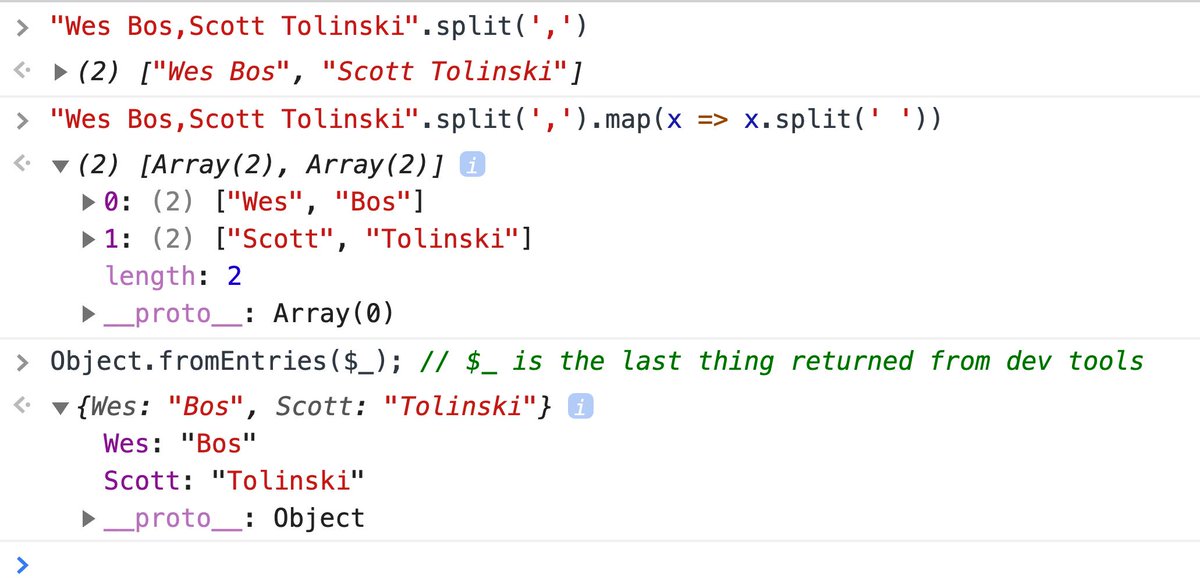 > "Wes Bos,Scott Tolinski".split(',')
(2) ["Wes Bos", "Scott Tolinski"]
> "Wes Bos,Scott Tolinski".split(',').map(x => x.split(' '))
(2) [Array(2), Array(2)] i
0: (2) ["Wes", "Bos"]
1: (2) ["Scott", "Tolinski"]
length: 2
__proto__: Array(0)
> Object.fromEntries($_); // $_ is the last thing returned from dev tools
{Wes: "Bos", Scott: "Tolinski"} i
Wes: "Bos"
Scott: "Tolinski"
__proto__: Object
>